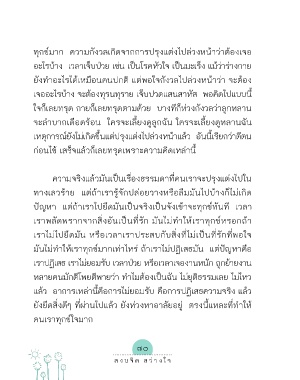 ทุกข์มาก ความกังวลเกิดจากการปรุงแต่งไปล่วงหน้าว่าต้องเจอ
อะไรบ้าง เวลาเจ็บป่วย เช่น เป็นโรคหัวใจ เป็นมะเร็ง แม้ว่าร่างกาย
ยังทำอะไรได้เหมือนคนปกติ แต่พอใจกังวลไปล่วงหน้าว่า จะต้อง
เจออะไรบ้าง จะต้องทุรนทุราย เจ็บปวดแสนสาหัส พอคิดไปแบบนี้
ใจก็เลยทรุด กายก็เลยทรุดตามด้วย บางทีก็ห่วงกังวลว่าลูกหลาน
จะลำบากเดือดร้อน ใครจะเลี้ยงดูลูกฉัน ใครจะเลี้ยงดูหลานฉัน
เหตุการณ์ยังไม่เกิดขึ้นแต่ปรุงแต่งไปล่วงหน้าแล้ว อันนี้เรียกว่าตีตน
ก่อนไข้ เสร็จแล้วก็เลยทรุดเพราะความคิดเหล่านี้
ความจริงแล้วมันเป็นเรื่องธรรมดาที่คนเราจะปรุงแต่งไปใน
ทางเลวร้าย แต่ถ้าเรารู้จักปล่อยวางหรือลืมมันไปบ้างก็ไม่เกิด
ปัญหา แต่ถ้าเราไปยึดมันเป็นจริงเป็นจังเข้าจะทุกข์ทันที เวลา
เราพลัดพรากจากสิ่งอันเป็นที่รัก มันไม่ทำให้เราทุกข์หรอกถ้า
เราไม่ไปยึดมัน หรือเวลาเราประสบกับสิ่งที่ไม่เป็นที่รักที่พอใจ
มันไม่ทำให้เราทุกข์มากเท่าไหร่ ถ้าเราไม่ปฏิเสธมัน แต่ปัญหาคือ
เราปฏิเสธ เราไม่ยอมรับ เวลาป่วย หรือเวลาเจองานหนัก ถูกย้ายงาน
หลายคนมักตีโพยตีพายว่า ทำไมต้องเป็นฉัน ไม่ยุติธรรมเลย ไม่ไหว
แล้ว อาการเหล่านี้คือการไม่ยอมรับ คือการปฏิเสธความจริง แล้ว
ยังยึดสิ่งดีๆ ที่ผ่านไปแล้ว ยังห่วงหาอาลัยอยู่ ตรงนี้แหละที่ทำให้
คนเราทุกข์ใจมาก
๘๐
สงบจิต สว่างใจ